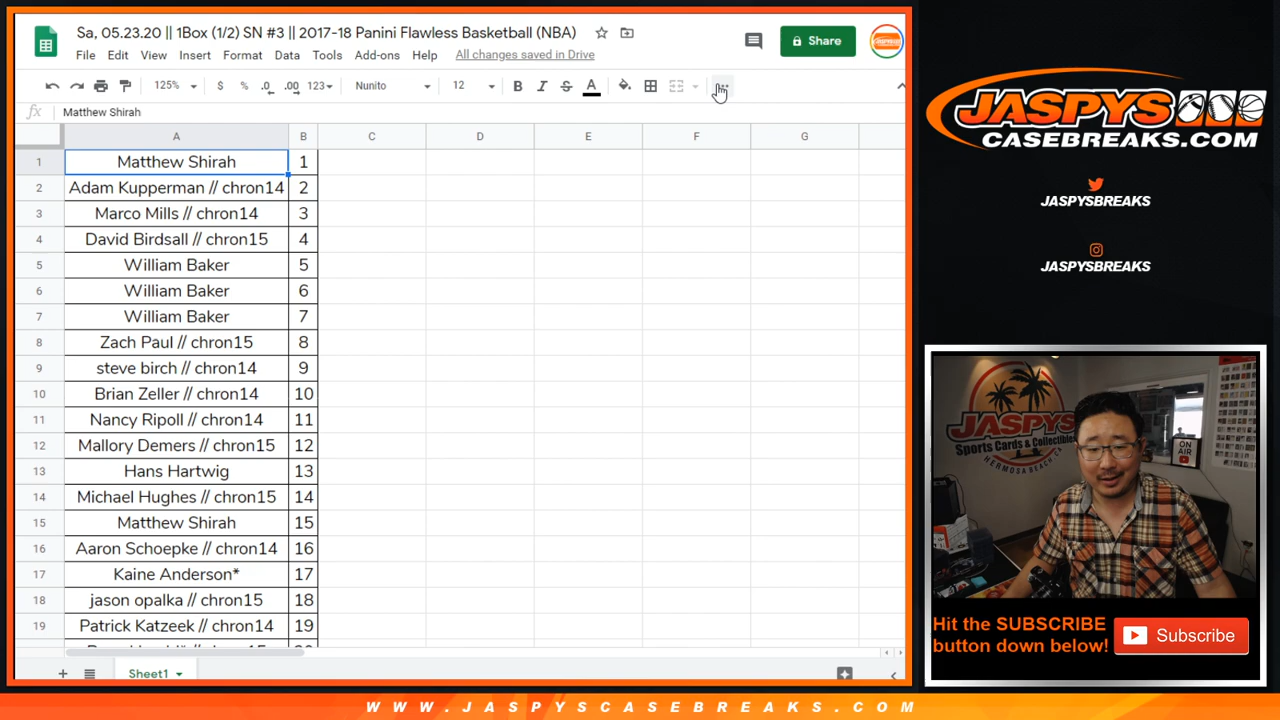 Sa, 05.23.20 || 1Box (1/2) SN #3 || 2017-18 Panini Flawless Basketball (NBA)
File Edit View Insert Format Data Tools Add-ons Help All changes saved in Drive
Share
125% $ % .0 .00 123 Nunito 12 B I S A
fx Matthew Shirah
A B C D E F G
1 Matthew Shirah 1
2 Adam Kupperman // chron14 2
3 Marco Mills // chron14 3
4 David Birdsall // chron15 4
5 William Baker 5
6 William Baker 6
7 William Baker 7
8 Zach Paul // chron15 8
9 steve birch // chron14 9
10 Brian Zeller // chron14 10
11 Nancy Ripoll // chron14 11
12 Mallory Demers // chron15 12
13 Hans Hartwig 13
14 Michael Hughes // chron15 14
15 Matthew Shirah 15
16 Aaron Schoepke // chron14 16
17 Kaine Anderson* 17
18 jason opalka // chron15 18
19 Patrick Katzeek // chron14 19
Sheet1
JASPYS
CASEBREAKS.COM
JASPYSBREAKS
JASPYSBREAKS
JASPYS
Sports Cards & Collectibles
HERMOSA BEACH CA
ON
AIR
Hit the SUBSCRIBE
button down below!
Subscribe
WWW.JASPYSCASEBREAKS.COM